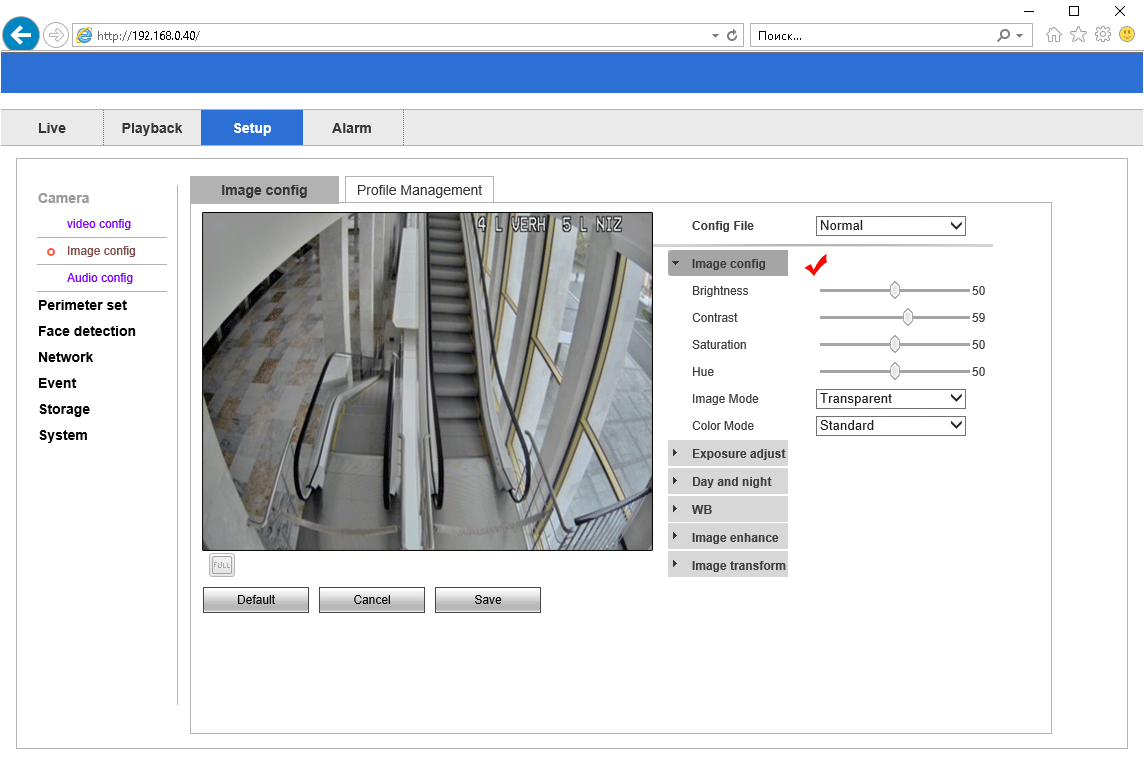 http://192.168.0.40/
Поиск...
Live Playback Setup Alarm
Image config Profile Management
Camera
video config
Image config
Audio config
Perimeter set
Face detection
Network
Event
Storage
System
4 L VERH 5 L NIZ
FULL
Default Cancel Save
Config File Normal
Image config
Brightness 50
Contrast 59
Saturation 50
Hue 50
Image Mode Transparent
Color Mode Standard
Exposure adjust
Day and night
WB
Image enhance
Image transform